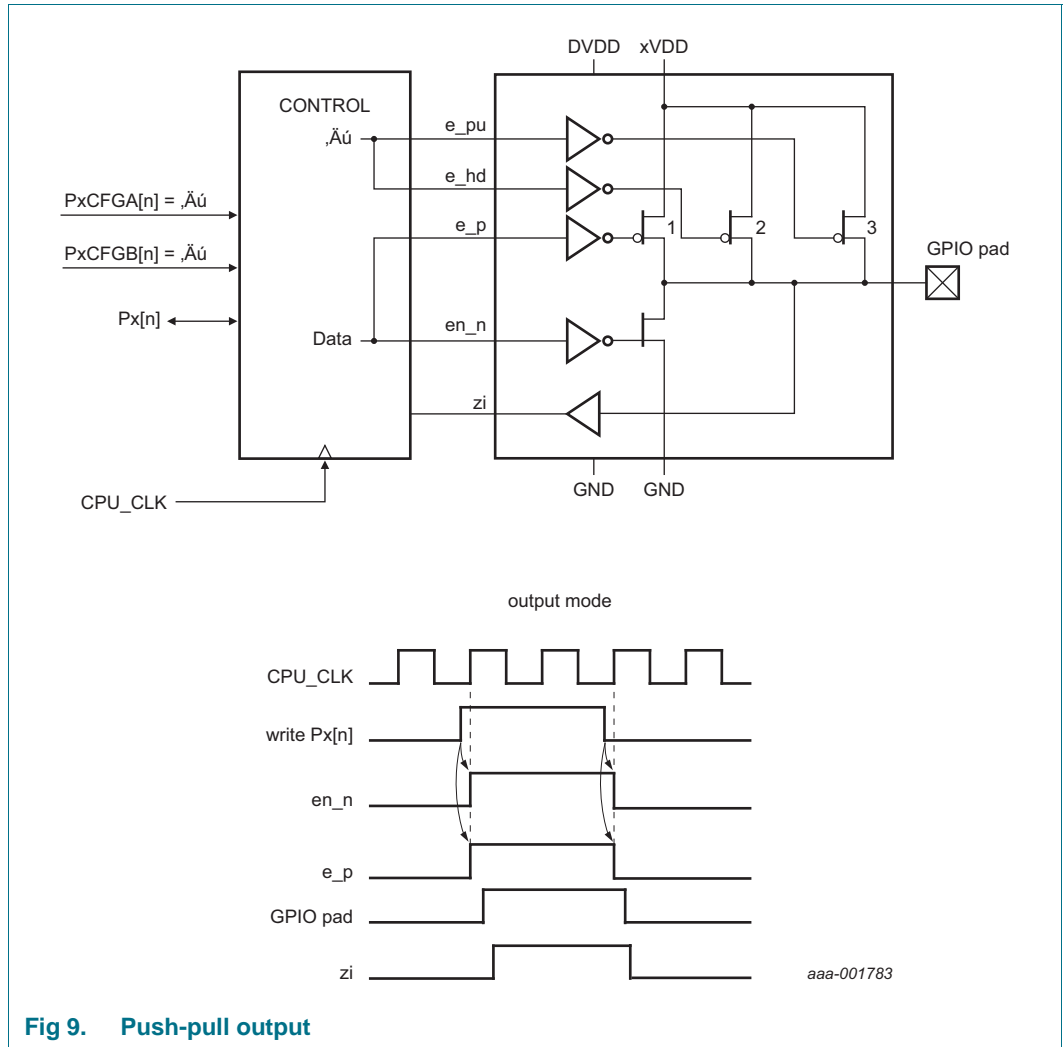 DVDD xVDD
CONTROL
‚Äú
e_pu
e_hd
PxCFGA[n] = ‚Äú
e_p
1
2
3
GPIO pad
PxCFGB[n] = ‚Äú
Px[n]
Data
en_n
zi
GND GND
CPU_CLK
output mode
CPU_CLK
write Px[n]
en_n
e_p
GPIO pad
zi
aaa-001783
Fig 9. Push-pull output